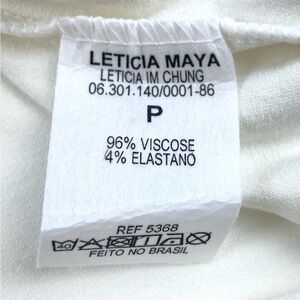 LETICIA MAYA
LETICIA IM CHUNG
06.301.140/0001-86
P
96% VISCOSE
4% ELASTANO
REF 5368
40
FEITO NO BRASIL